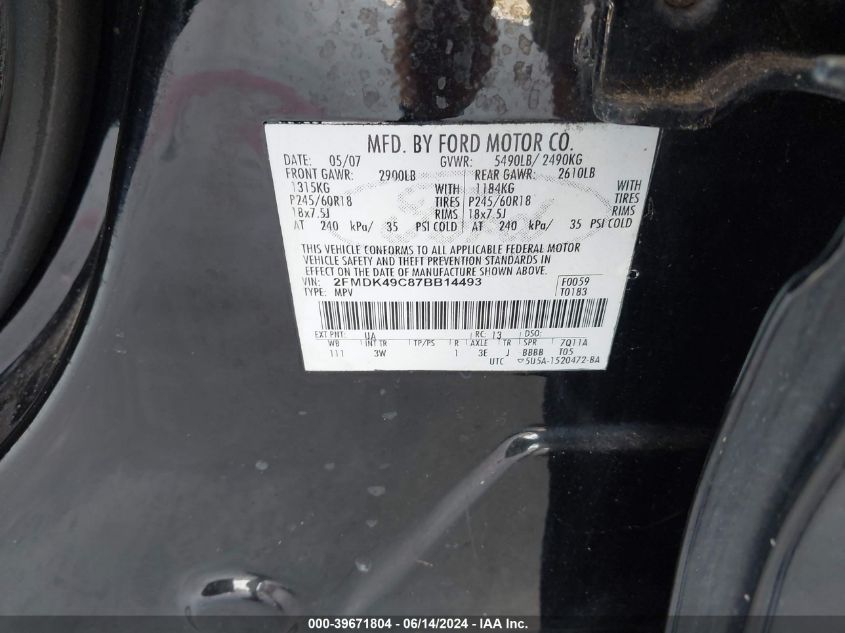 MFD. BY FORD MOTOR CO.
DATE: 05/07 GVWR: 5490LB/ 2490KG
FRONT GAWR: 2900LB REAR GAWR: 2610LB
1315KG WITH 1184KG WITH
P245/60R18 TIRES P245/60R18 TIRES
18x7.5J RIMS 18x7.5J RIMS
AT 240 kPa/ 35 PSI COLD AT 240 kPa/ 35 PSI COLD
THIS VEHICLE CONFORMS TO ALL APPLICABLE FEDERAL MOTOR
VEHICLE SAFETY AND THEFT PREVENTION STANDARDS IN
EFFECT ON THE DATE OF MANUFACTURE SHOWN ABOVE.
VIN: 2FMDK49C87BB14493 F0059
TYPE: MPV T0183
EXT PNT: UA RC: 13 DSO:
WB INT TR TP/PS R AXLE TR SPR 7Q11A
111 3W 1 3E J BBBB T05
UTC ▽5U5A-1520472-BA
000-39671804 - 06/14/2024 - IAA Inc.